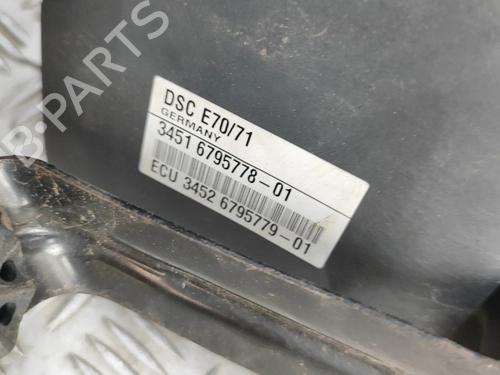 B-PARTS
DSC E70/71
GERMANY
3451 6795778-01
ECU 3452 6795779-01